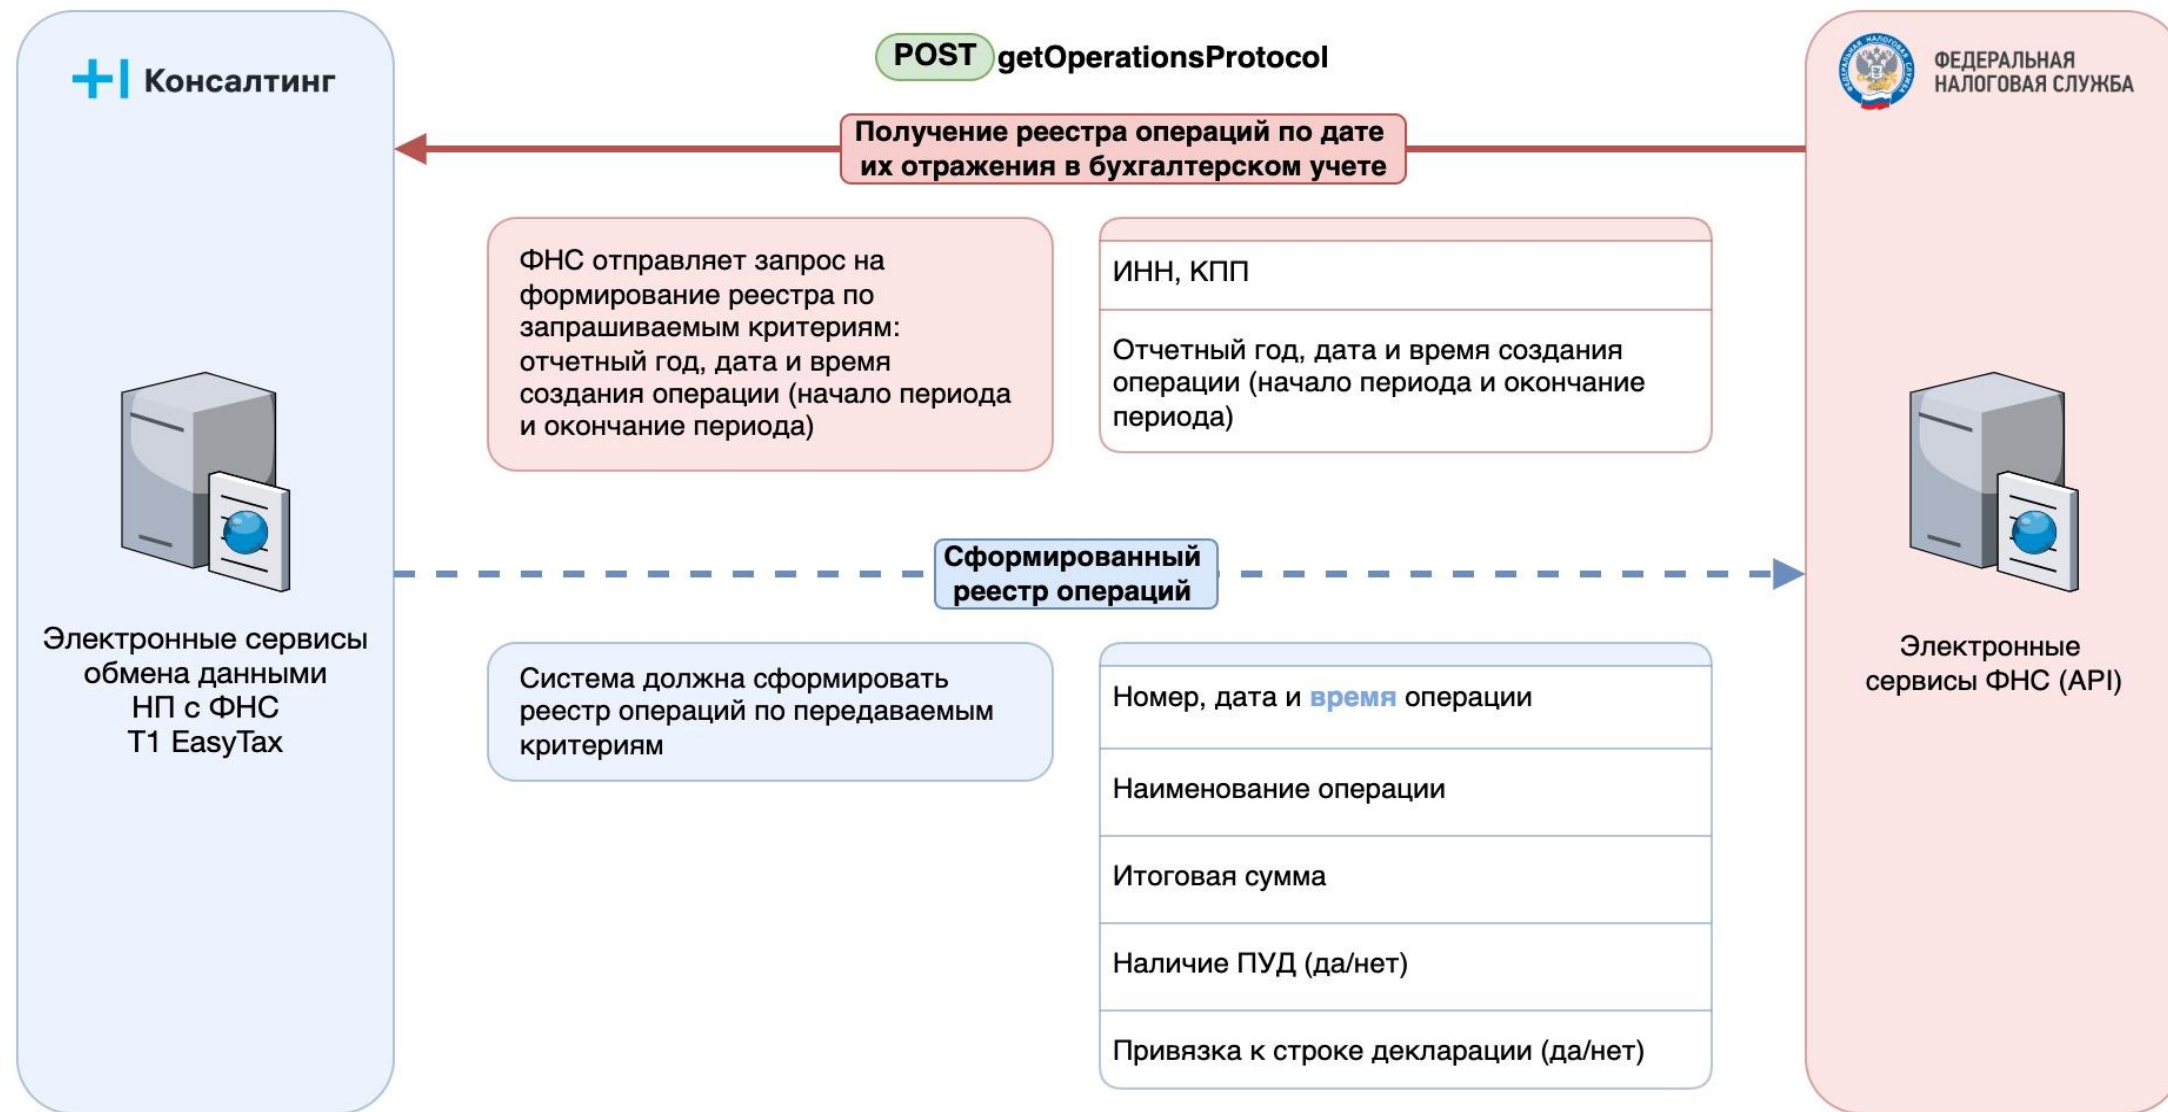 Консалтинг
POST getOperationsProtocol
ФЕДЕРАЛЬНАЯ
НАЛОГОВАЯ СЛУЖБА
Получение реестра операций по дате
их отражения в бухгалтерском учете
ФНС отправляет запрос на
формирование реестра по
запрашиваемым критериям:
отчетный год, дата и время
создания операции (начало периода
и окончание периода)
ИНН, КПП
Отчетный год, дата и время создания
операции (начало периода и окончание
периода)
Сформированный
реестр операций
Электронные сервисы
обмена данными
НП с ФНС
T1 EasyTax
Система должна сформировать
реестр операций по передаваемым
критериям
Номер, дата и время операции
Наименование операции
Итоговая сумма
Наличие ПУД (да/нет)
Привязка к строке декларации (да/нет)
Электронные
сервисы ФНС (API)